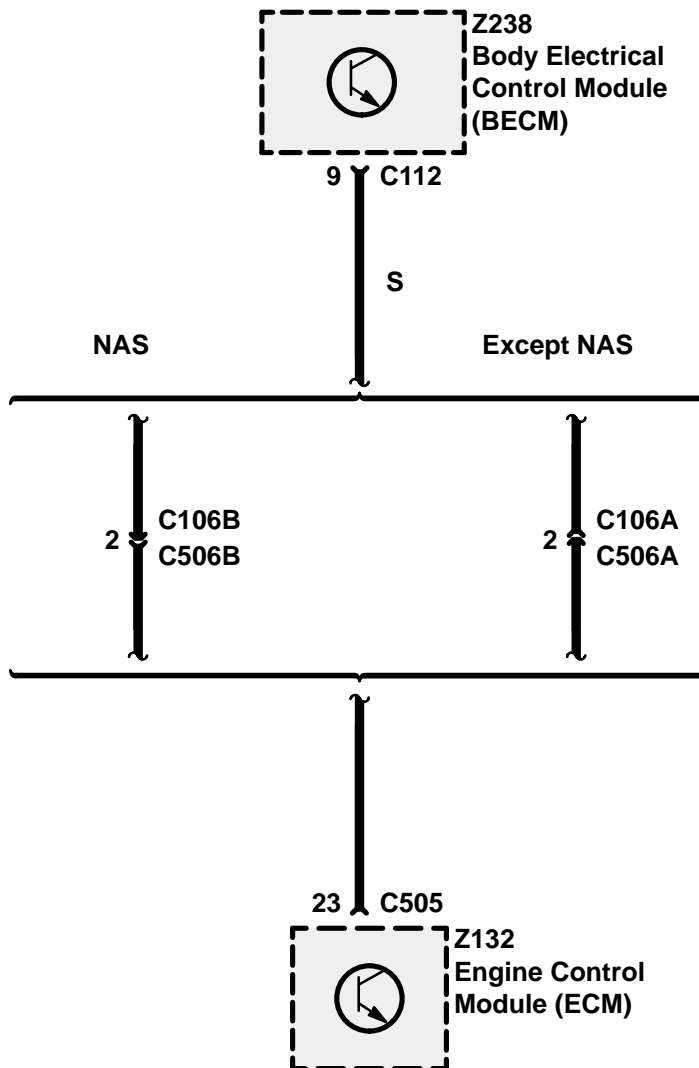 Z238
Body Electrical
Control Module
(BECM)
9 C112
S
NAS Except NAS
2 C106B
C506B
2 C106A
C506A
23 C505
Z132
Engine Control
Module (ECM)